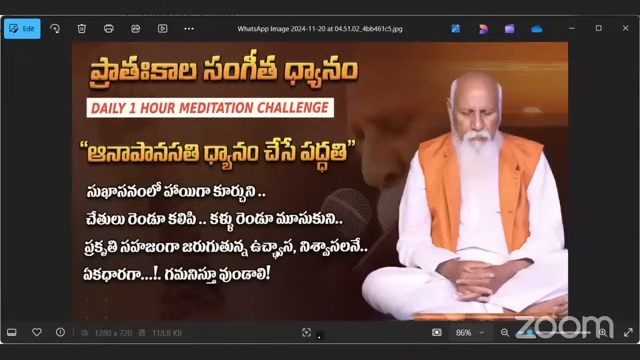 Edit
WhatsApp Image 2024-11-20 at 04.51.02_4bb461c5.jpg
ప్రాతఃకాల సంగీత ధ్యానం
DAILY 1 HOUR MEDITATION CHALLENGE
“ఆనాపానసతి ధ్యానం చేసే పద్ధతి”
సుఖాసనంలో హాయిగా కూర్చుని ..
చేతులు రెండూ కలిపి .. కళ్ళు రెండూ మూసుకుని..
ప్రకృతి సహజంగా జరుగుతున్న ఉచ్ఛ్వాస, నిశ్వాసలనే..
ఏకధారగా...!. గమనిస్తూ వుండాలి!
1280 x 720
118.8 KB
86%
zoom